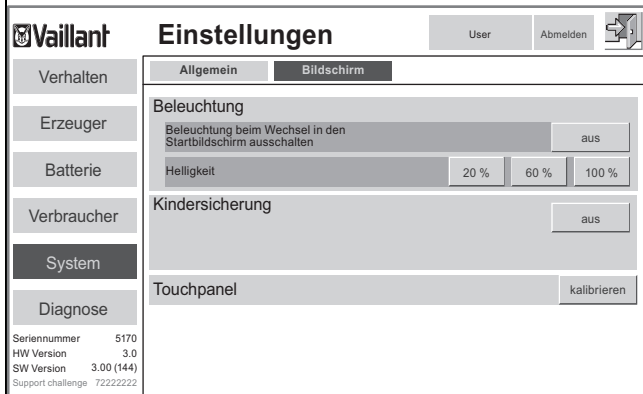 Vaillant
Einstellungen
User
Abmelden
Verhalten
Erzeuger
Batterie
Verbraucher
System
Diagnose
Seriennummer 5170
HW Version 3.0
SW Version 3.00 (144)
Support challenge 72222222
Allgemein
Bildschirm
Beleuchtung
Beleuchtung beim Wechsel in den
Startbildschirm ausschalten
aus
Helligkeit
20 %
60 %
100 %
Kindersicherung
aus
Touchpanel
kalibrieren